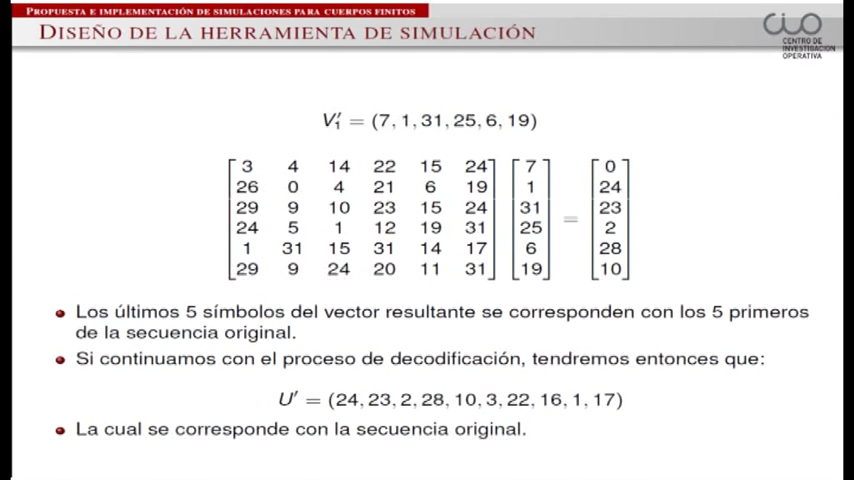 PROPUESTA E IMPLEMENTACIÓN DE SIMULACIONES PARA CUERPOS FINITOS
DISEÑO DE LA HERRAMIENTA DE SIMULACIÓN
CIO
CENTRO DE
INVESTIGACION
OPERATIVA
V₁′ = (7, 1, 31, 25, 6, 19)
3 4 14 22 15 24 7 0
26 0 4 21 6 19 1 24
29 9 10 23 15 24 31 23
=
24 5 1 12 19 31 25 2
1 31 15 31 14 17 6 28
29 9 24 20 11 31 19 10
Los últimos 5 símbolos del vector resultante se corresponden con los 5 primeros
de la secuencia original.
Si continuamos con el proceso de decodificación, tendremos entonces que:
U′ = (24, 23, 2, 28, 10, 3, 22, 16, 1, 17)
La cual se corresponde con la secuencia original.